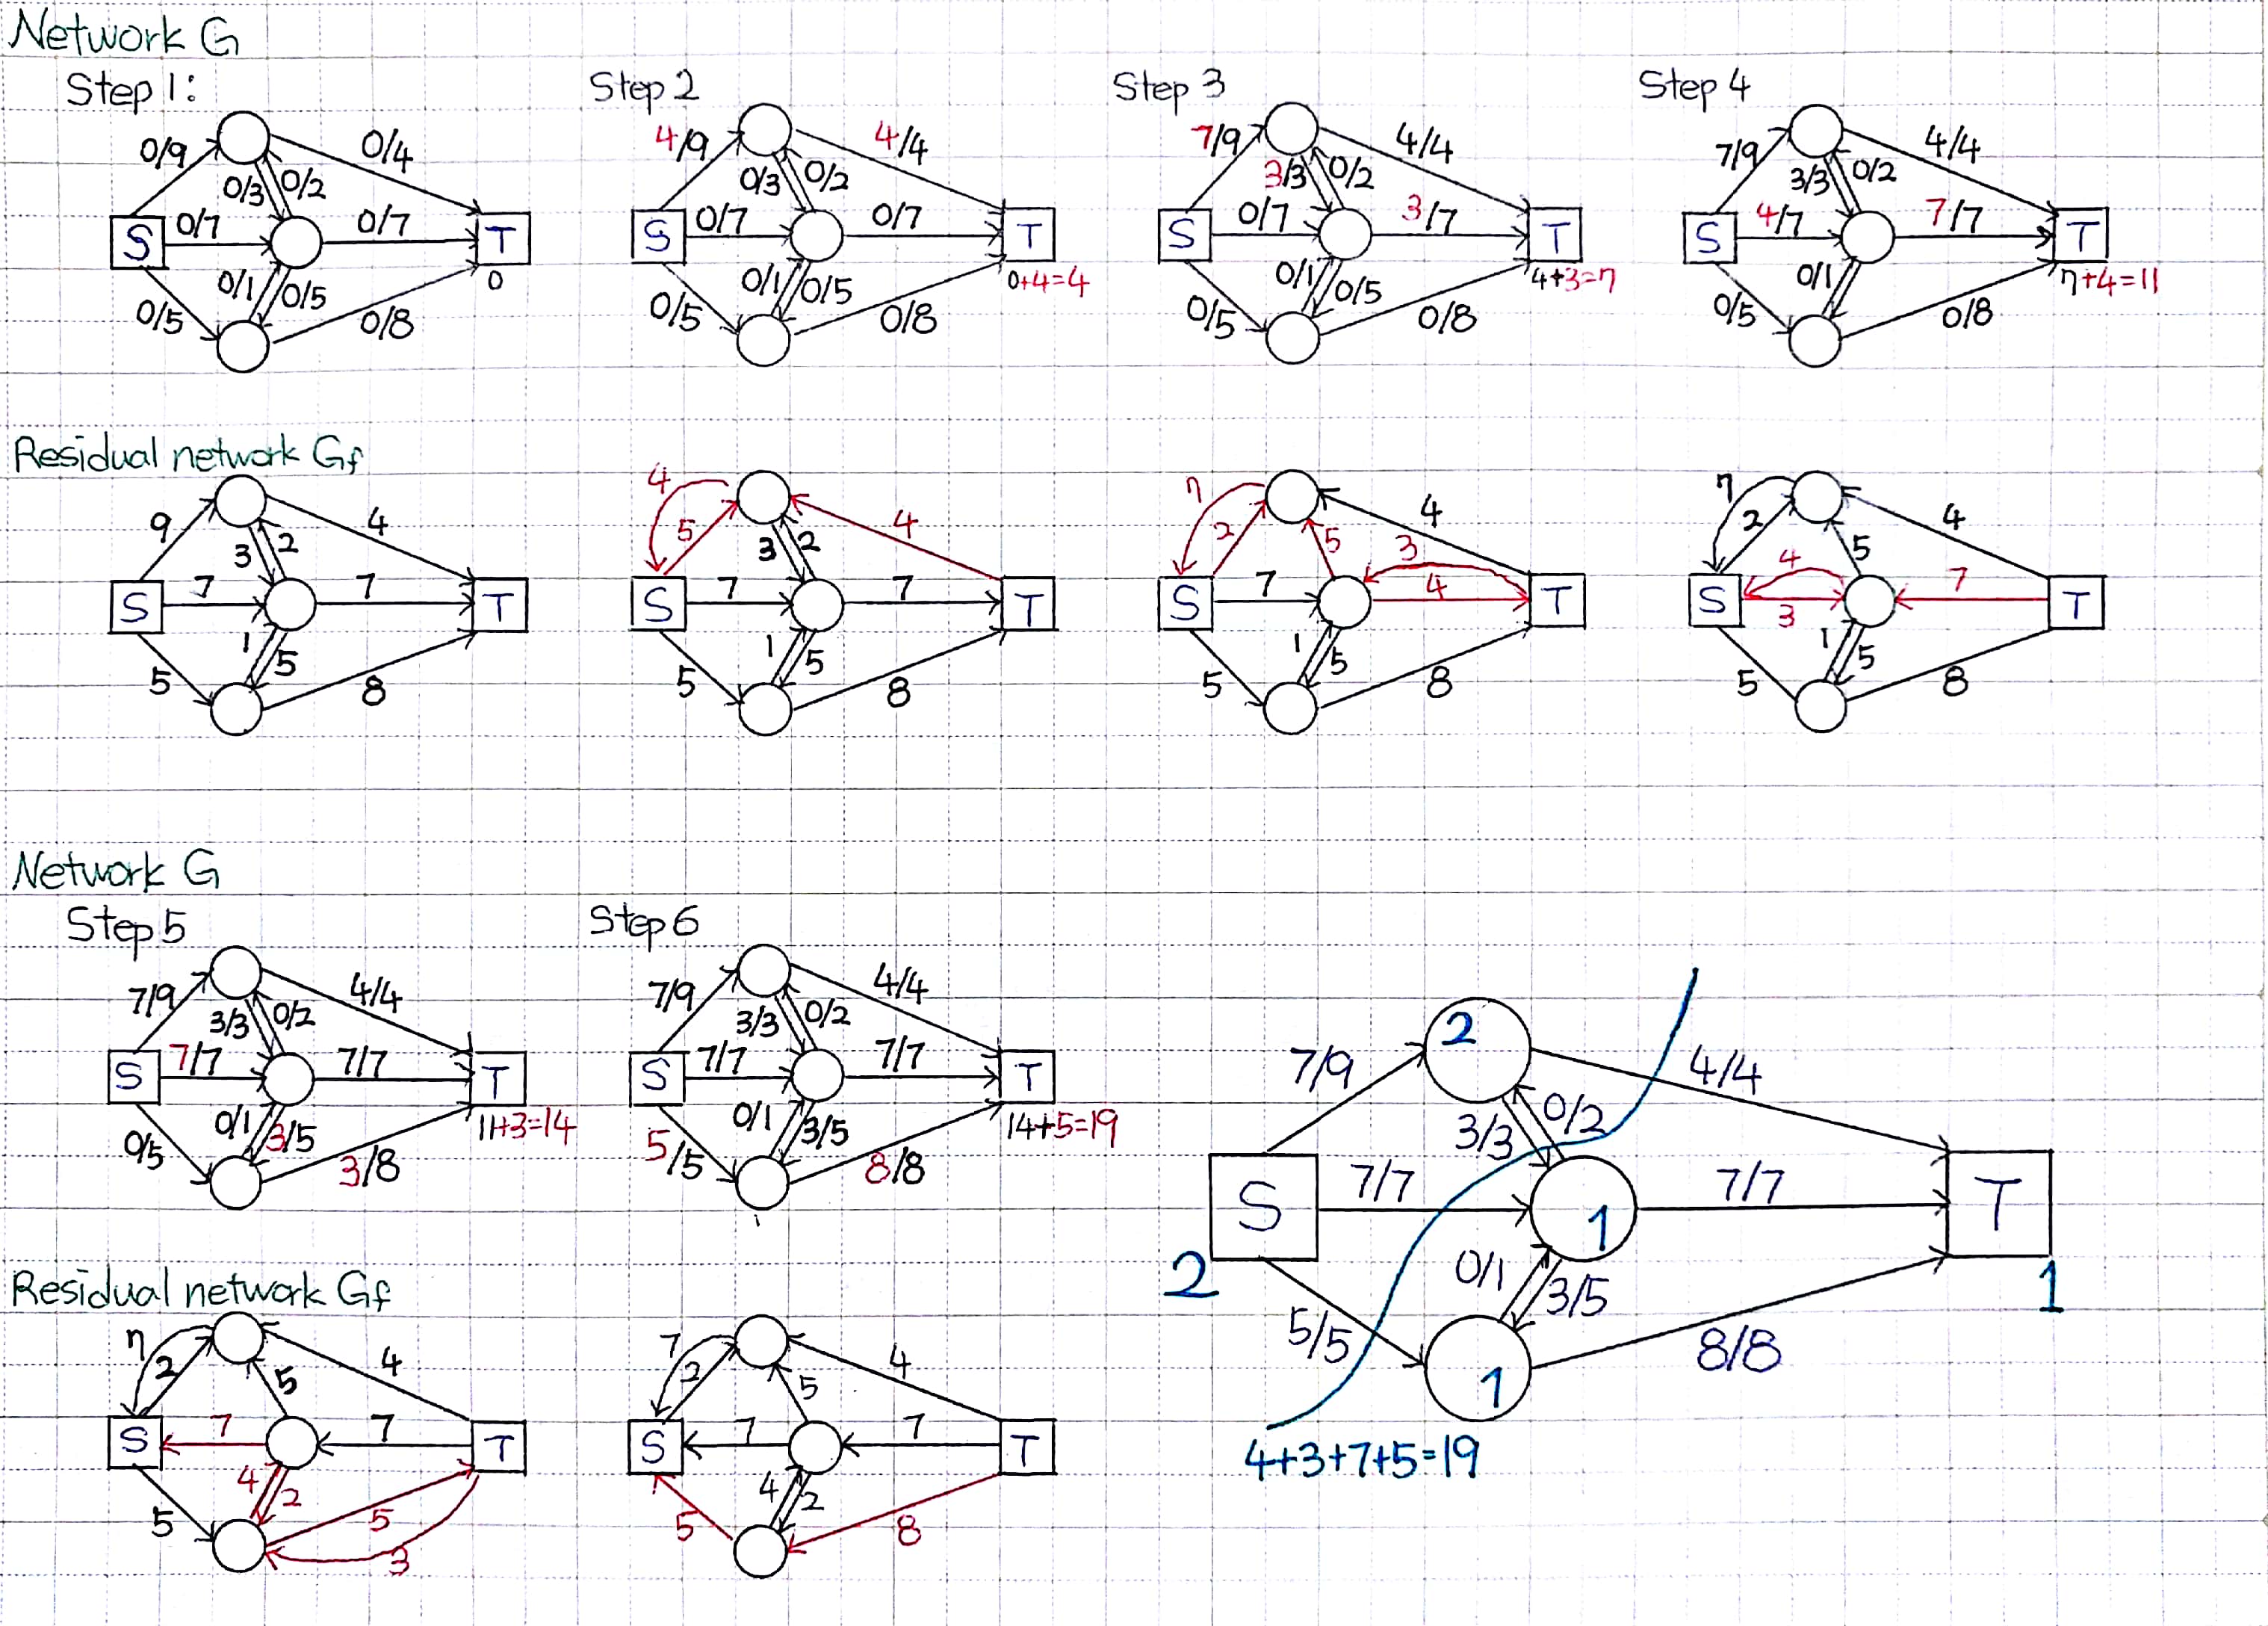 Network G
Step 1:
Step 2
Step 3
Step 4
0/9 0/4
0/3 0/2
S 0/7 0/7 T
0
0/1 0/5
0/5 0/8
4/9 4/4
0/3 0/2
S 0/7 0/7 T
0+4=4
0/1 0/5
0/5 0/8
7/9 4/4
3/3 0/2
S 0/7 3/7 T
4+3=7
0/1 0/5
0/5 0/8
7/9 4/4
3/3 0/2
S 4/7 7/7 T
7+4=11
0/1
0/5 0/8
Residual network Gf
9 4
3 2
S 7 7 T
1 5
5 8
4 5 4
3 2
S 7 7 T
1 5
5 8
7 2 4
5 3
S 7 4 T
1 5
5 8
7 2 4
4 5 7
S 3 T
1 5
5 8
Network G
Step 5
Step 6
7/9 4/4
3/3 0/2
S 7/7 7/7 T
11+3=14
0/1 3/5
0/5 3/8
7/9 4/4
3/3 0/2
S 7/7 7/7 T
14+5=19
0/1 3/5
5/5 8/8
2
7/9 4/4
3/3 0/2
S 7/7 7/7 T
2 1 1
0/1 3/5
5/5 8/8
1
4+3+7+5=19
Residual network Gf
7 2 4
5
S 7 7 T
4 2
5 5
3
7 2 4
5
S 7 7 T
4 2
5 8